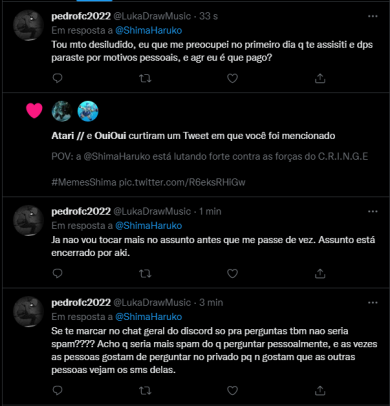 pedrofc2022 @LukaDrawMusic · 33 s
Em resposta a @ShimaHaruko
Tou mto desiludido, eu que me preocupei no primeiro dia q te assisiti e dps
paraste por motivos pessoais, e agr eu é que pago?
Atari // e OuiOui curtiram um Tweet em que você foi mencionado
POV: a @ShimaHaruko está lutando forte contra as forças do C.R.I.N.G.E
#MemesShima pic.twitter.com/R6eksRHlGw
pedrofc2022 @LukaDrawMusic · 1 min
Em resposta a @ShimaHaruko
Ja nao vou tocar mais no assunto antes que me passe de vez. Assunto está
encerrado por aki.
pedrofc2022 @LukaDrawMusic · 3 min
Em resposta a @ShimaHaruko
Se te marcar no chat geral do discord so pra perguntas tbm nao seria
spam???? Acho q seria mais spam do q perguntar pessoalmente, e as vezes
as pessoas gostam de perguntar no privado pq n gostam que as outras
pessoas vejam os sms delas.